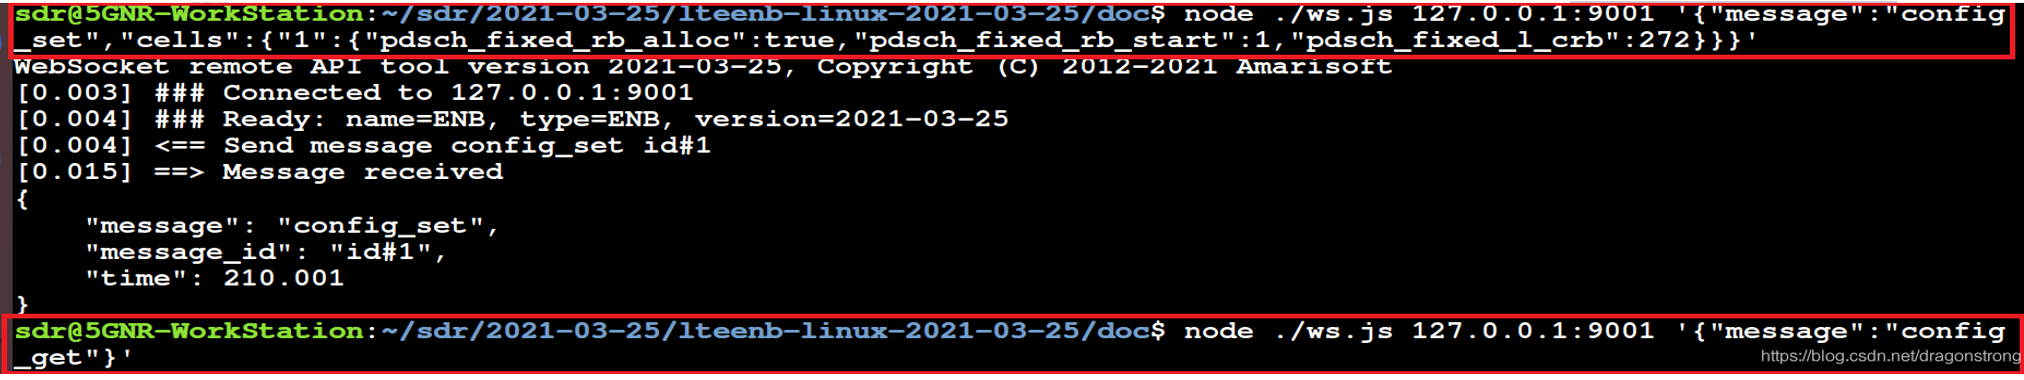 sdr@5GNR-WorkStation:~/sdr/2021-03-25/lteenb-linux-2021-03-25/doc$ node ./ws.js 127.0.0.1:9001 '{"message":"config
_set","cells":{"1":{"pdsch_fixed_rb_alloc":true,"pdsch_fixed_rb_start":1,"pdsch_fixed_l_crb":272}}}'
WebSocket remote API tool version 2021-03-25, Copyright (C) 2012-2021 Amarisoft
[0.003] ### Connected to 127.0.0.1:9001
[0.004] ### Ready: name=ENB, type=ENB, version=2021-03-25
[0.004] <== Send message config_set id#1
[0.015] ==> Message received
{
    "message": "config_set",
    "message_id": "id#1",
    "time": 210.001
}
sdr@5GNR-WorkStation:~/sdr/2021-03-25/lteenb-linux-2021-03-25/doc$ node ./ws.js 127.0.0.1:9001 '{"message":"config
_get"}'
https://blog.csdn.net/dragonstrong